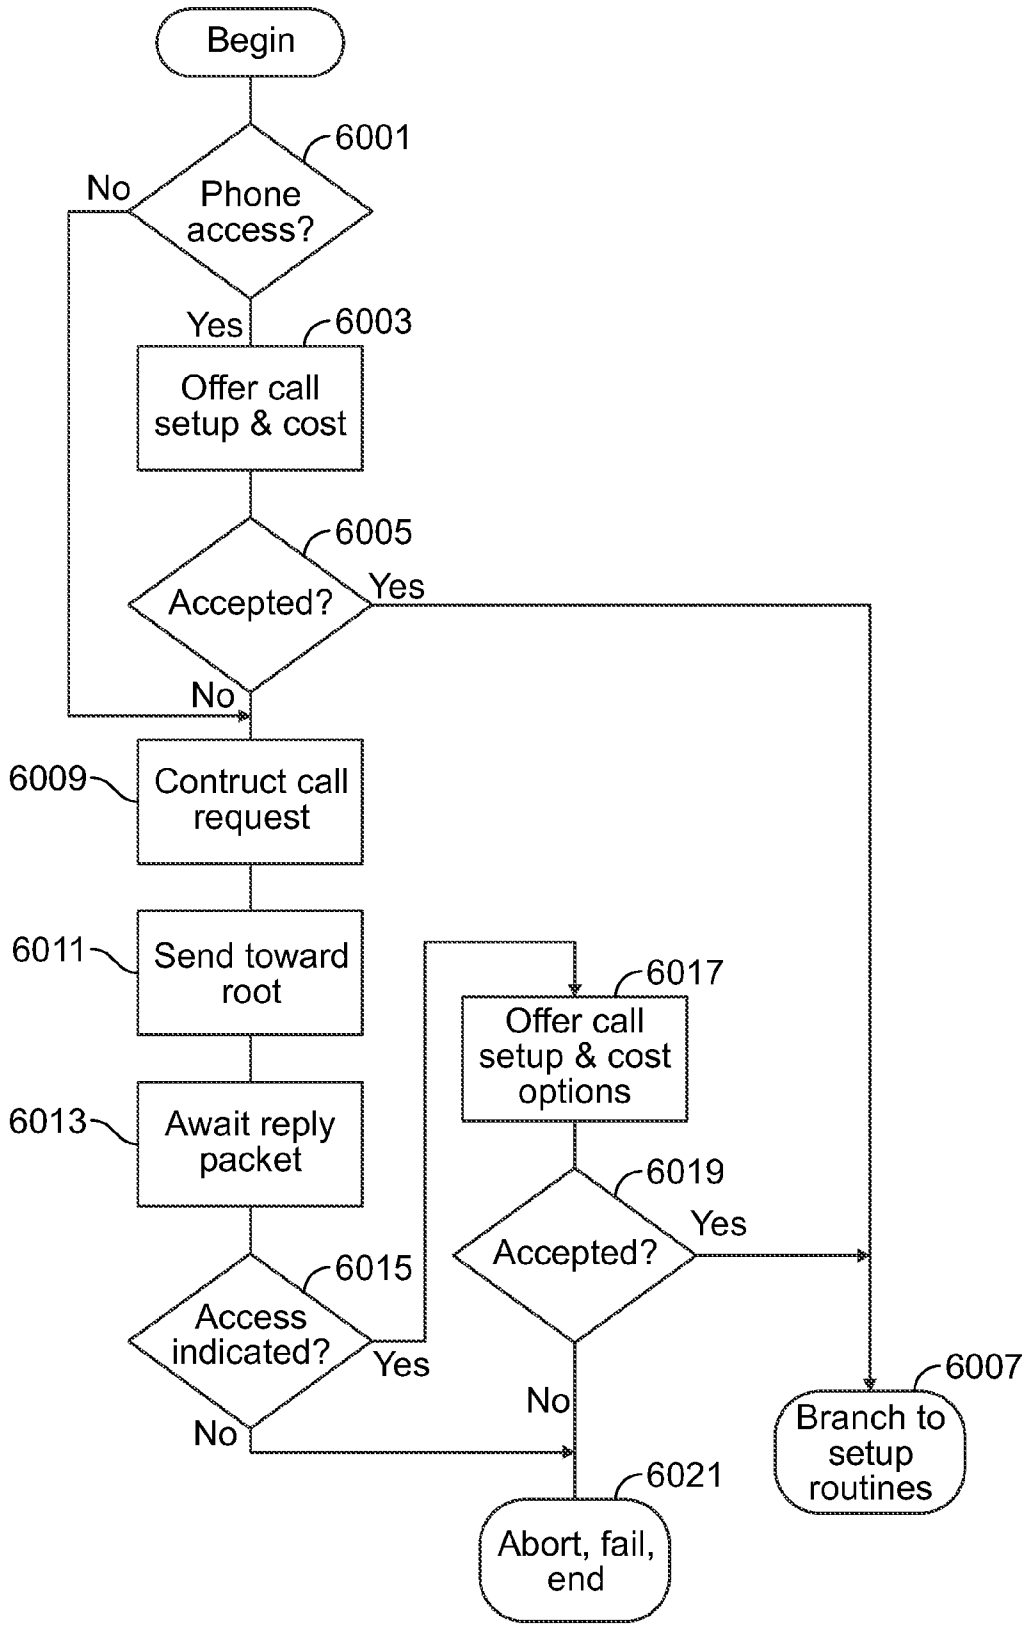 Begin
6001
No
Phone
access?
Yes
6003
Offer call
setup & cost
6005
Accepted?
Yes
No
6009
Contruct call
request
6011
Send toward
root
6013
Await reply
packet
6015
Access
indicated?
Yes
No
6017
Offer call
setup & cost
options
6019
Accepted?
Yes
No
6007
Branch to
setup
routines
6021
Abort, fail,
end